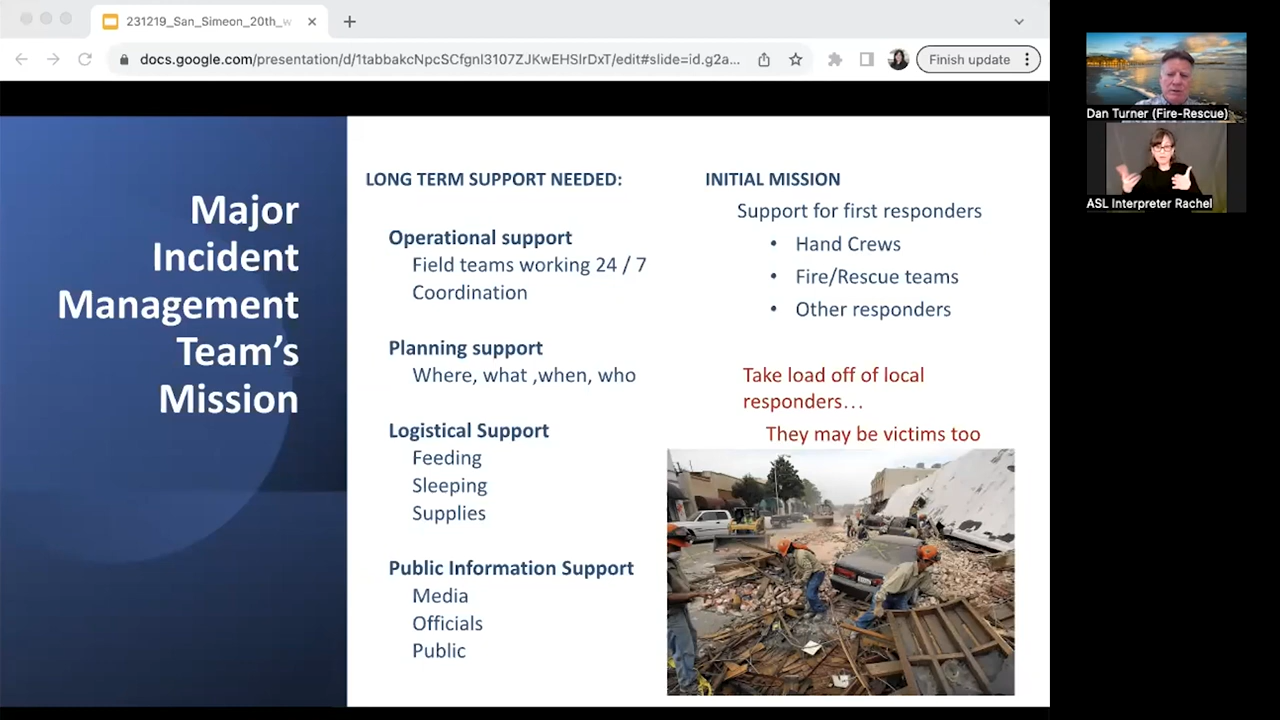 231219_San_Simeon_20th_w
docs.google.com/presentation/d/1tabbakcNpcSCfgnl3107ZJKwEHSlrDxT/edit#slide=id.g2a...
Finish update
Major
Incident
Management
Team’s
Mission
LONG TERM SUPPORT NEEDED:
Operational support
Field teams working 24 / 7
Coordination
Planning support
Where, what ,when, who
Logistical Support
Feeding
Sleeping
Supplies
Public Information Support
Media
Officials
Public
INITIAL MISSION
Support for first responders
• Hand Crews
• Fire/Rescue teams
• Other responders
Take load off of local
responders…
They may be victims too
Dan Turner (Fire-Rescue)
ASL Interpreter Rachel